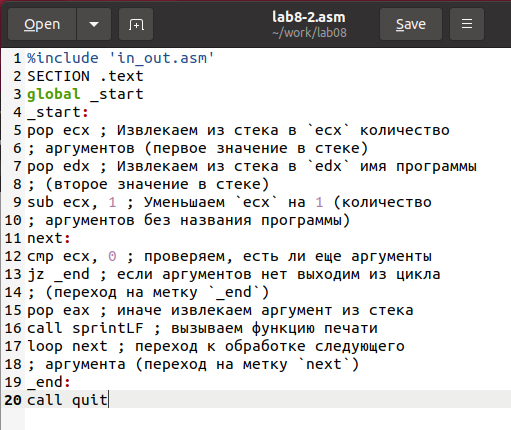 Open
lab8-2.asm
~/work/lab08
Save
1 %include 'in_out.asm'
2 SECTION .text
3 global _start
4 _start:
5 pop ecx ; Извлекаем из стека в `ecx` количество
6 ; аргументов (первое значение в стеке)
7 pop edx ; Извлекаем из стека в `edx` имя программы
8 ; (второе значение в стеке)
9 sub ecx, 1 ; Уменьшаем `ecx` на 1 (количество
10 ; аргументов без названия программы)
11 next:
12 cmp ecx, 0 ; проверяем, есть ли еще аргументы
13 jz _end ; если аргументов нет выходим из цикла
14 ; (переход на метку `_end`)
15 pop eax ; иначе извлекаем аргумент из стека
16 call sprintLF ; вызываем функцию печати
17 loop next ; переход к обработке следующего
18 ; аргумента (переход на метку `next`)
19 _end:
20 call quit